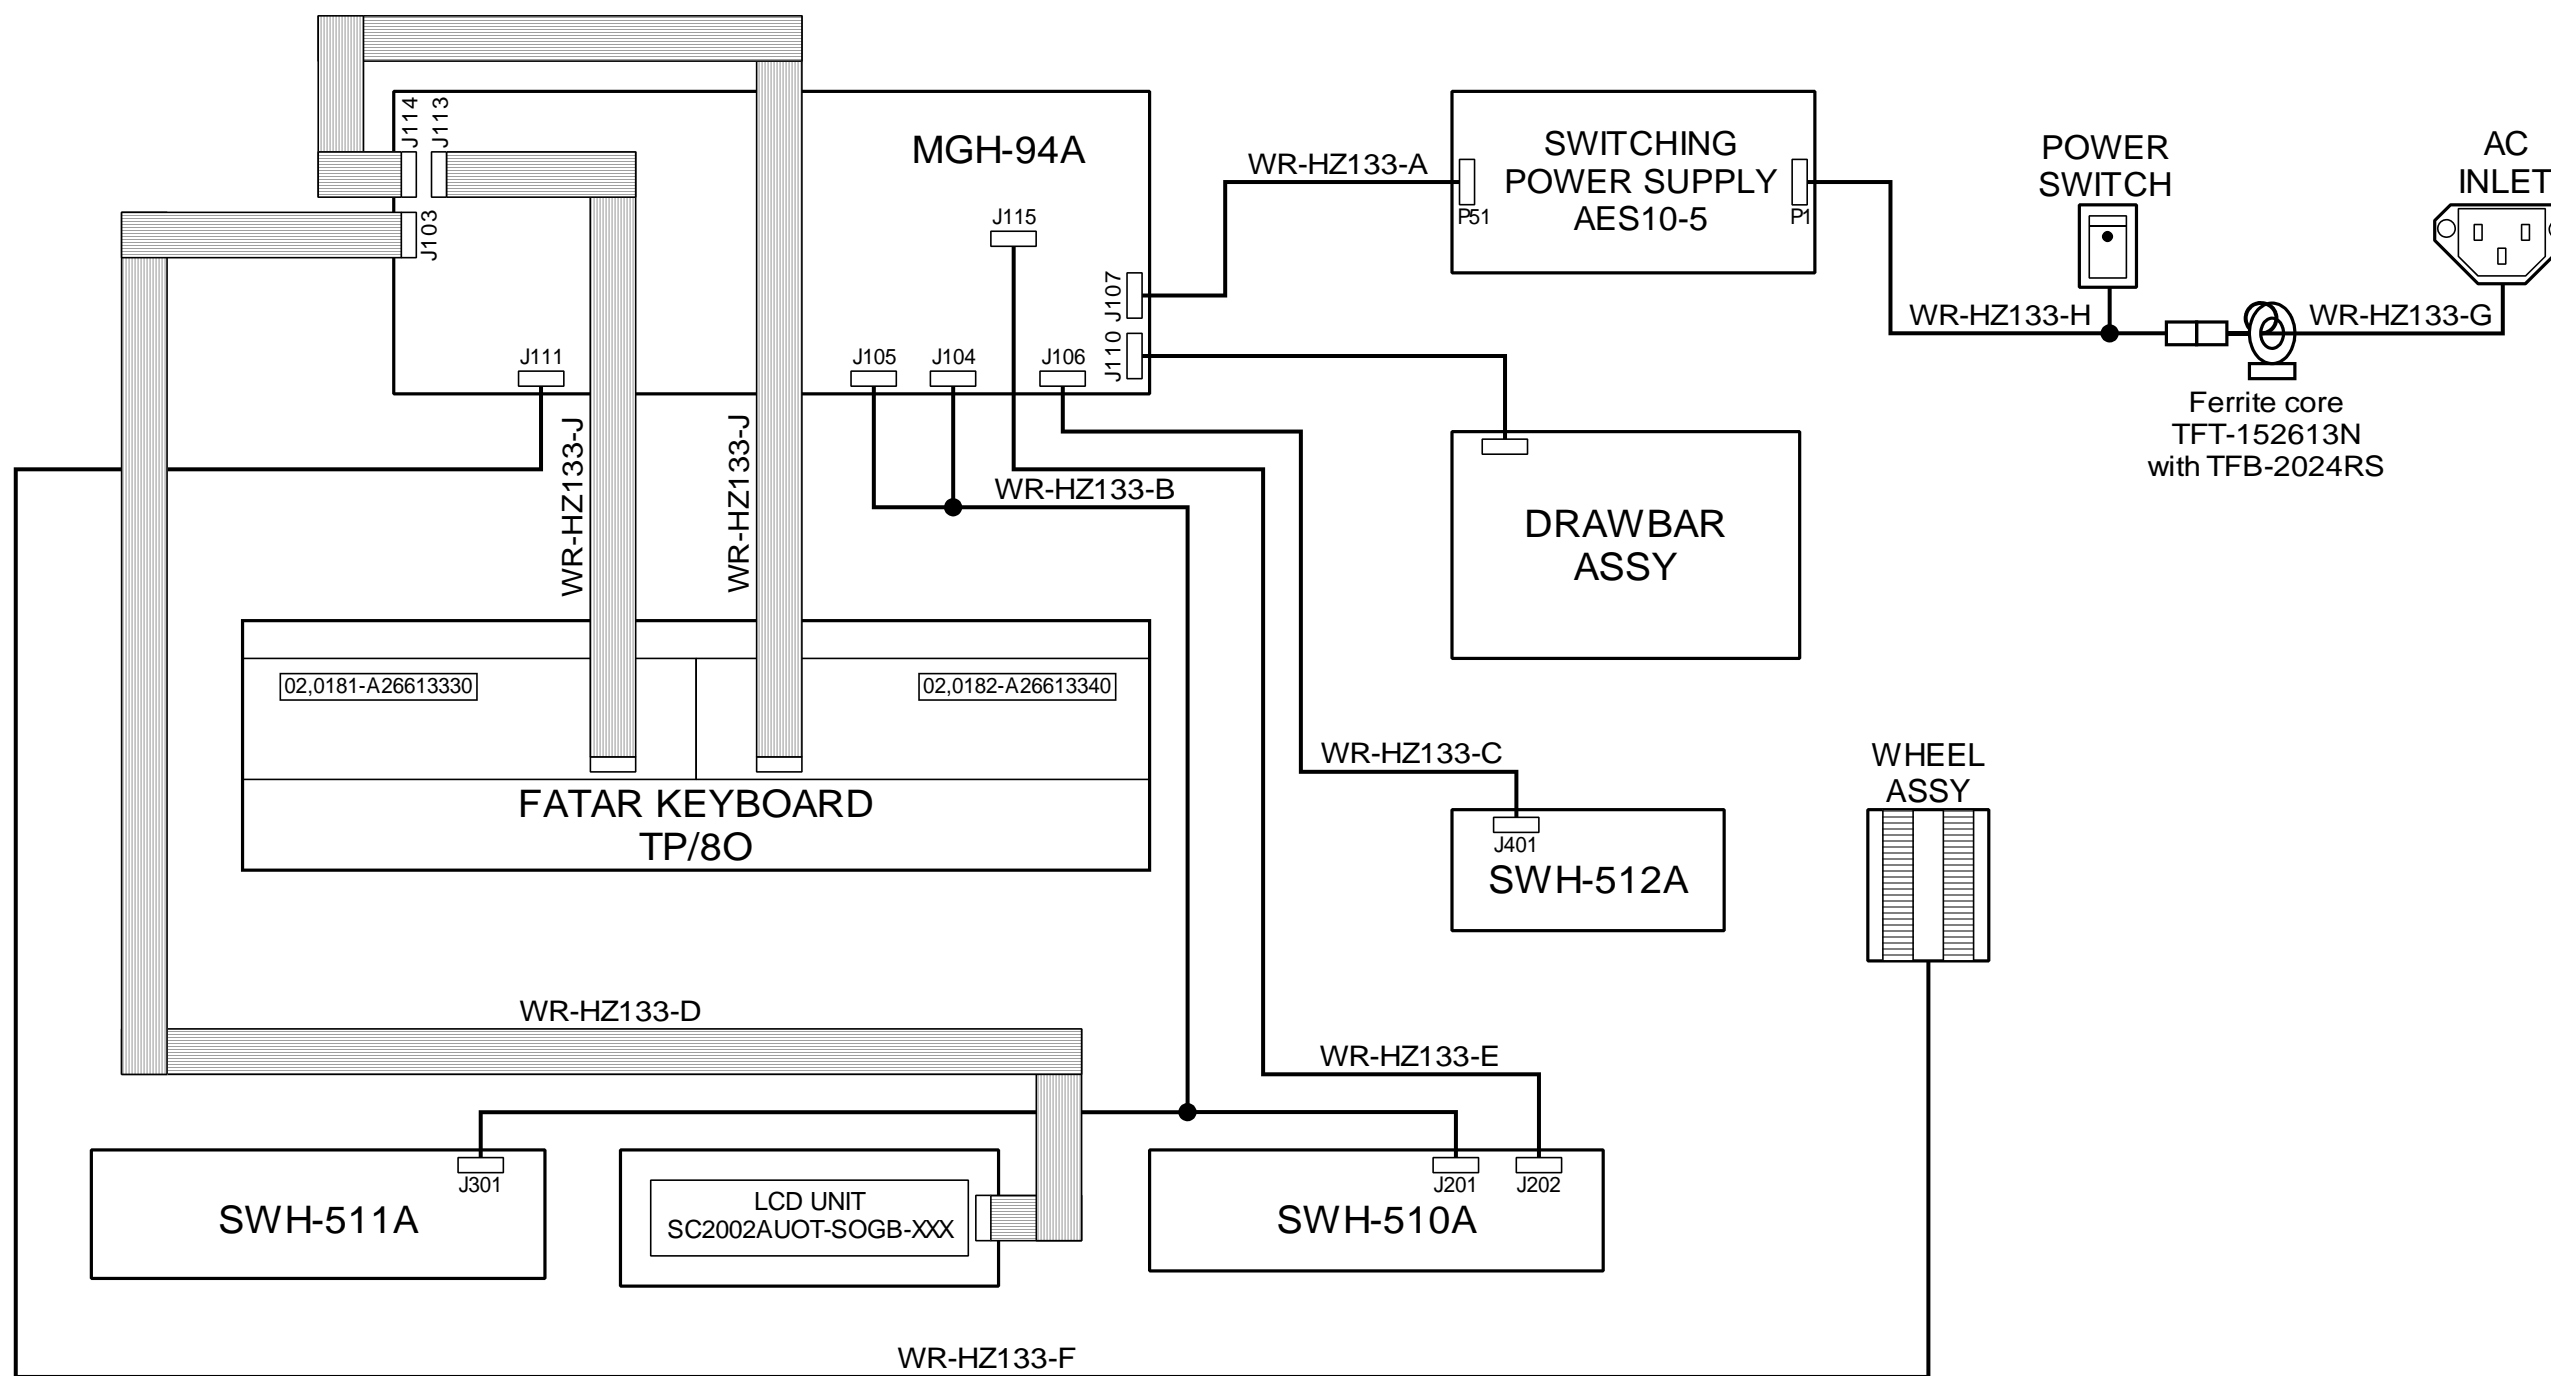 J114
J113
MGH-94A
SWITCHING
POWER SUPPLY
AES10-5
POWER
SWITCH
AC
INLET
WR-HZ133-A
J103
J115
P51
P1
J107
J110
WR-HZ133-H
WR-HZ133-G
J111
J105
J104
J106
Ferrite core
TFT-152613N
with TFB-2024RS
WR-HZ133-J
WR-HZ133-J
WR-HZ133-B
DRAWBAR
ASSY
02,0181-A26613330
02,0182-A26613340
FATAR KEYBOARD
TP/8O
WR-HZ133-C
WHEEL
ASSY
J401
SWH-512A
WR-HZ133-D
WR-HZ133-E
J301
SWH-511A
LCD UNIT
SC2002AUOT-SOGB-XXX
J201
J202
SWH-510A
WR-HZ133-F